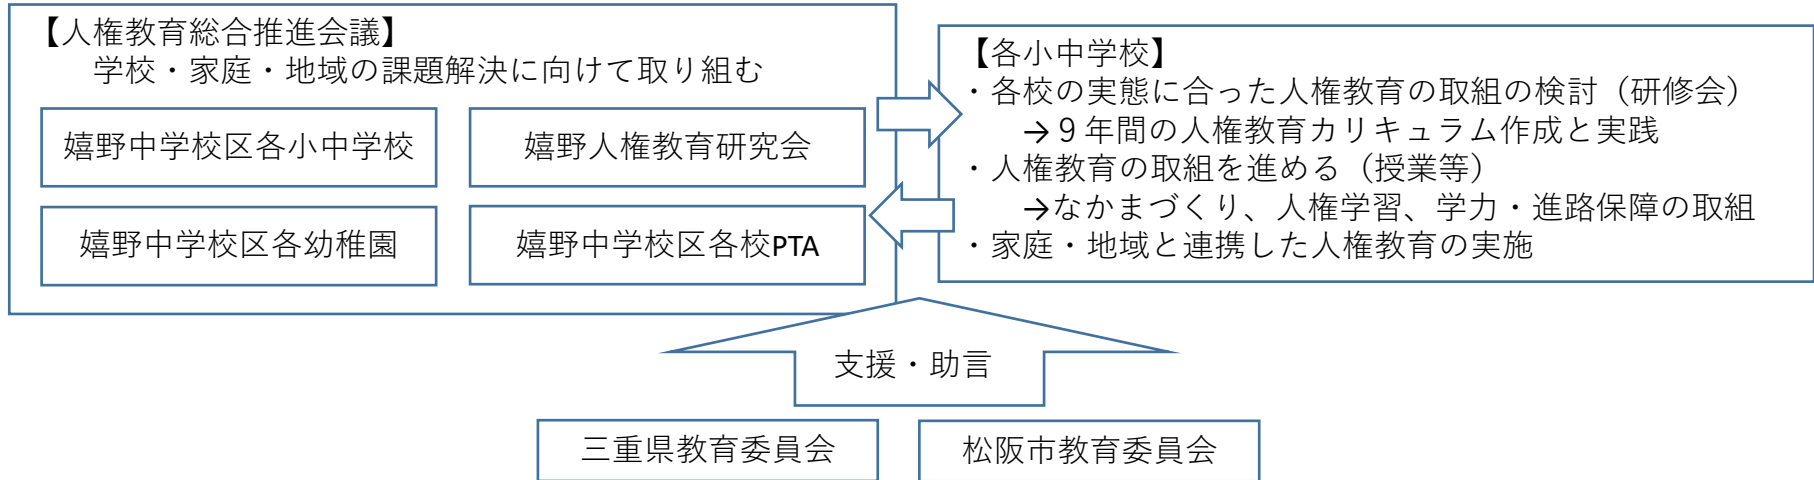 【人権教育総合推進会議】
学校・家庭・地域の課題解決に向けて取り組む
嬉野中学校区各小中学校
嬉野人権教育研究会
嬉野中学校区各幼稚園
嬉野中学校区各校PTA
【各小中学校】
・各校の実態に合った人権教育の取組の検討（研修会）
→９年間の人権教育カリキュラム作成と実践
・人権教育の取組を進める（授業等）
→なかまづくり、人権学習、学力・進路保障の取組
・家庭・地域と連携した人権教育の実施
支援・助言
三重県教育委員会
松阪市教育委員会